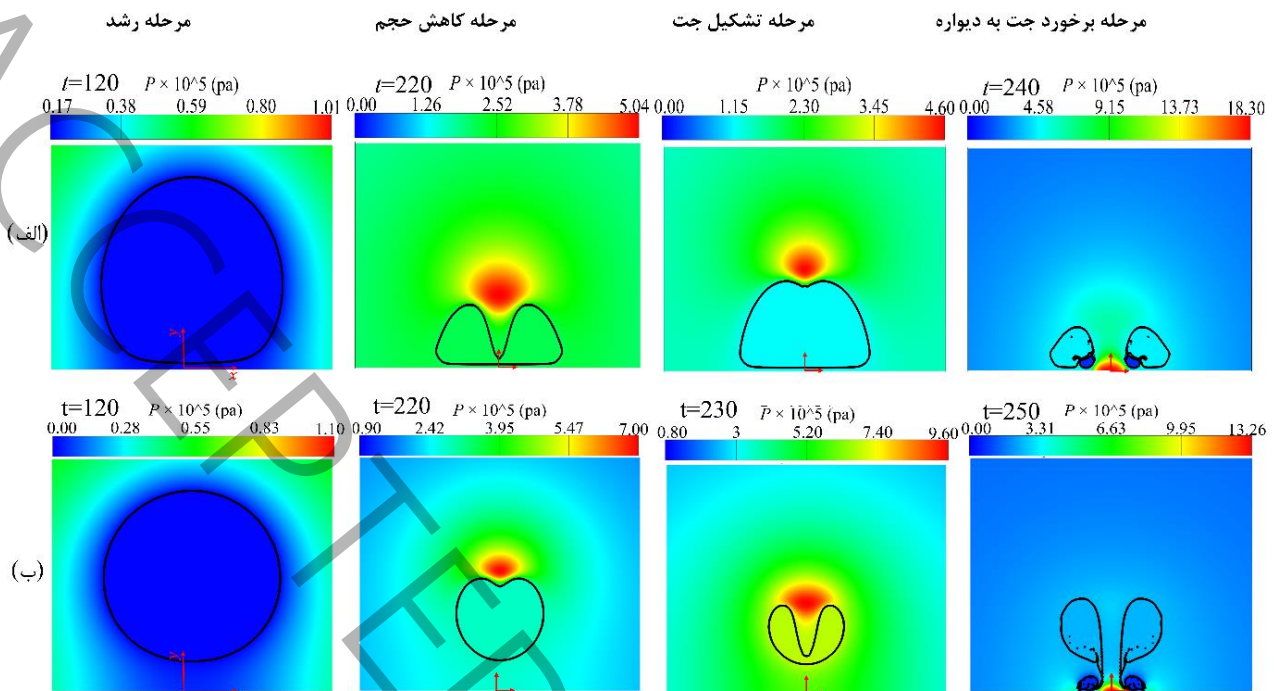 مرحله رشد مرحله کاهش حجم مرحله تشکیل جت مرحله برخورد جت به دیواره
t=120 P × 10^5 (pa) t=220 P × 10^5 (pa) P × 10^5 (pa) t=240 P × 10^5 (pa)
0.17 0.38 0.59 0.80 1.01 0.00 1.26 2.52 3.78 5.04 0.00 1.15 2.30 3.45 4.60 0.00 4.58 9.15 13.73 18.30
(الف)
y
x
t=120 P × 10^5 (pa) t=220 P × 10^5 (pa) t=230 P × 10^5 (pa) t=250 P × 10^5 (pa)
0.00 0.28 0.55 0.83 1.10 0.90 2.42 3.95 5.47 7.00 0.80 3 5.20 7.40 9.60 0.00 3.31 6.63 9.95 13.26
(ب)
y
ACCEPTED